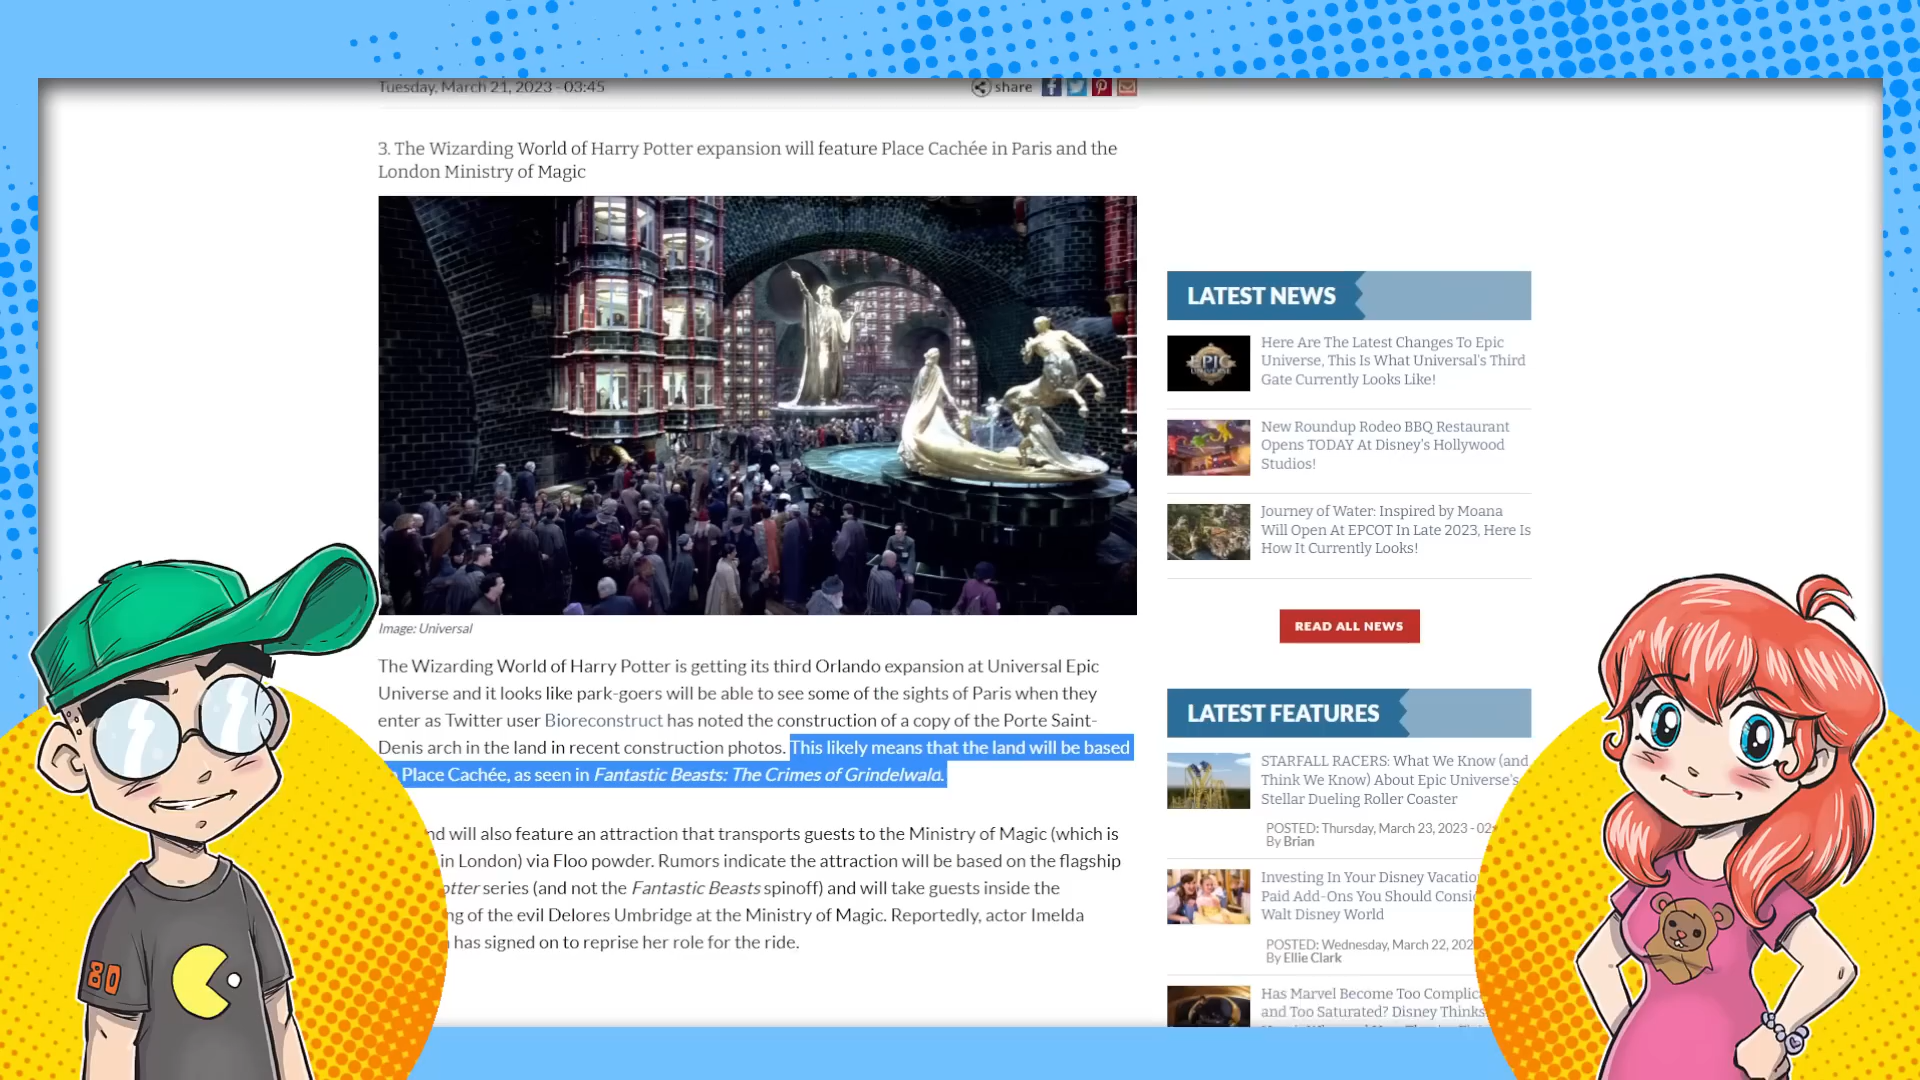 Tuesday, March 21, 2023 - 03:45
share
3. The Wizarding World of Harry Potter expansion will feature Place Cachée in Paris and the
London Ministry of Magic
Image: Universal
The Wizarding World of Harry Potter is getting its third Orlando expansion at Universal Epic
Universe and it looks like park-goers will be able to see some of the sights of Paris when they
enter as Twitter user Bioreconstruct has noted the construction of a copy of the Porte Saint-
Denis arch in the land in recent construction photos. This likely means that the land will be based
Place Cachée, as seen in Fantastic Beasts: The Crimes of Grindelwald.
will also feature an attraction that transports guests to the Ministry of Magic (which is
in London) via Floo powder. Rumors indicate the attraction will be based on the flagship
series (and not the Fantastic Beasts spinoff) and will take guests inside the
of the evil Delores Umbridge at the Ministry of Magic. Reportedly, actor Imelda
has signed on to reprise her role for the ride.
LATEST NEWS
EPIC
UNIVERSE
Here Are The Latest Changes To Epic
Universe, This Is What Universal's Third
Gate Currently Looks Like!
New Roundup Rodeo BBQ Restaurant
Opens TODAY At Disney's Hollywood
Studios!
Journey of Water: Inspired by Moana
Will Open At EPCOT In Late 2023, Here Is
How It Currently Looks!
READ ALL NEWS
LATEST FEATURES
STARFALL RACERS: What We Know (and
Think We Know) About Epic Universe's
Stellar Dueling Roller Coaster
POSTED: Thursday, March 23, 2023 - 02
By Brian
Investing In Your Disney
Paid Add-Ons You Should
Walt Disney World
POSTED: Wednesday, March 22,
By Ellie Clark
Has Marvel Become Too
and Too Saturated? Disney Thinks
80